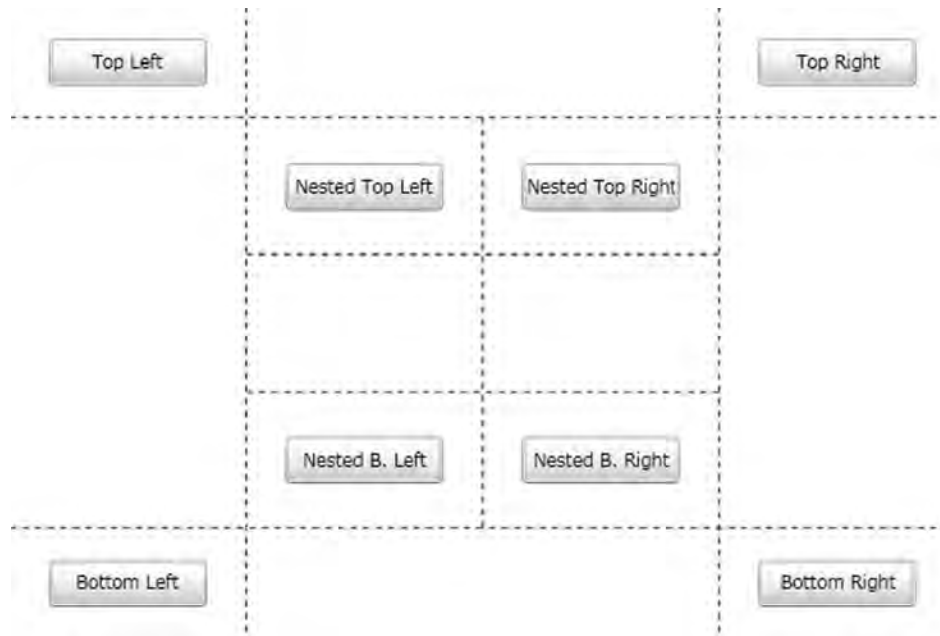 Top Left
Top Right
Nested Top Left
Nested Top Right
Nested B. Left
Nested B. Right
Bottom Left
Bottom Right